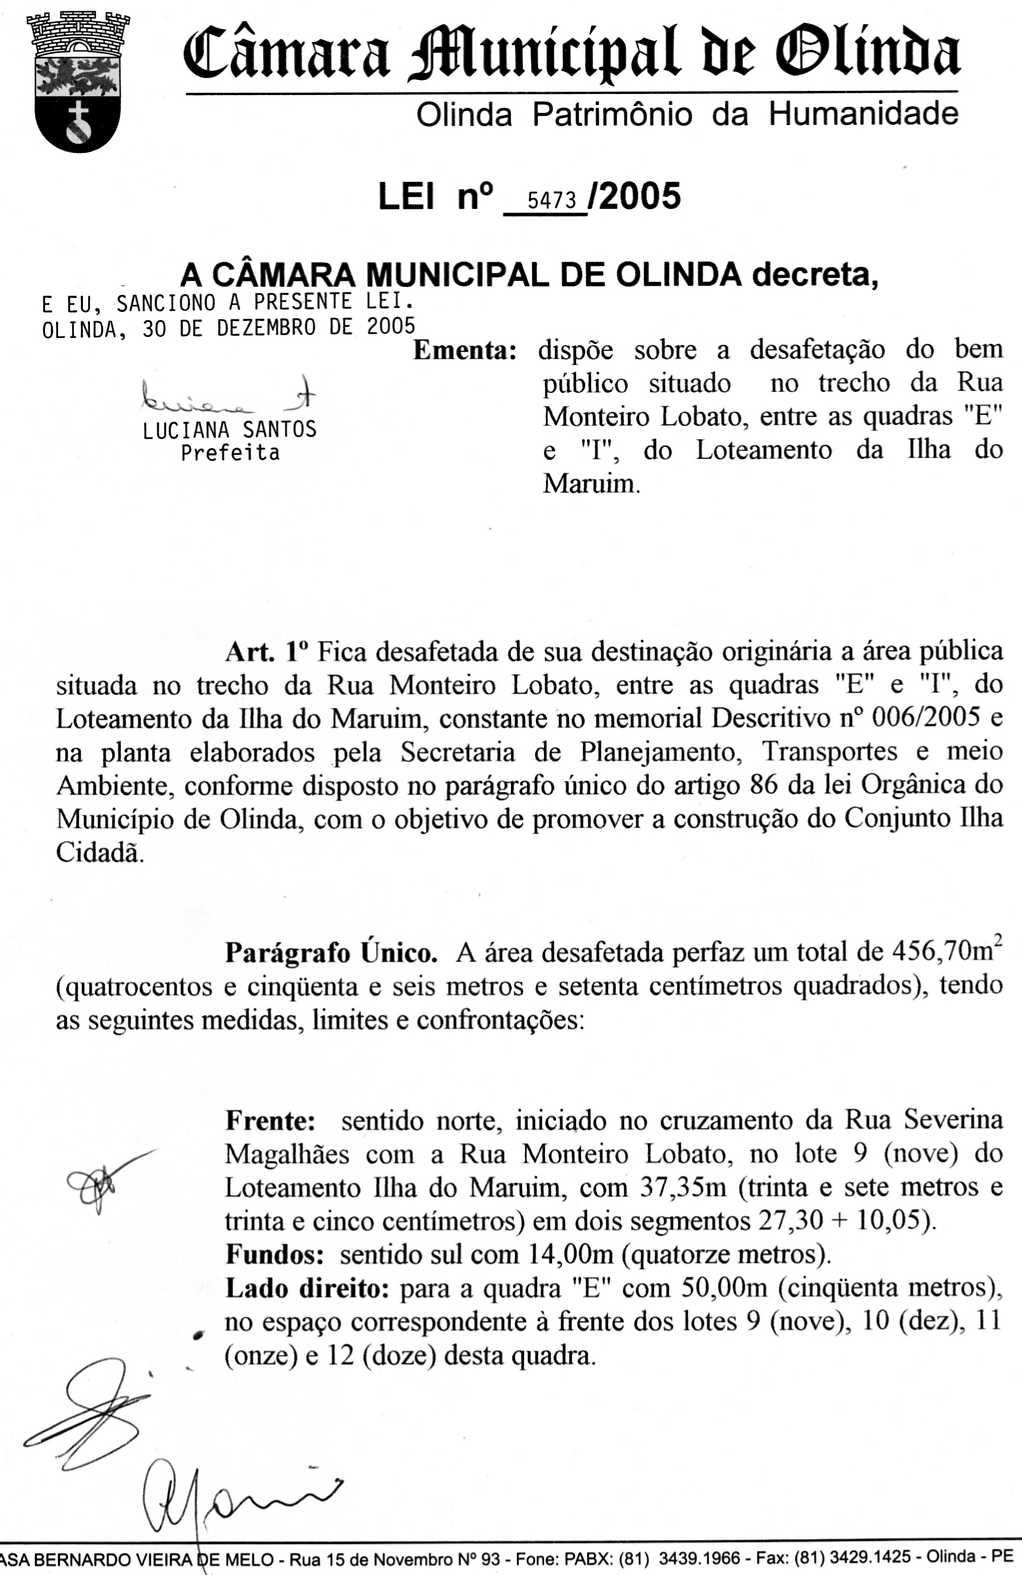 Câmara Municipal de Olinda
Olinda Patrimônio da Humanidade
LEI nº 5473/2005
A CÂMARA MUNICIPAL DE OLINDA decreta,
E EU, SANCIONO A PRESENTE LEI.
OLINDA, 30 DE DEZEMBRO DE 2005
Ementa: dispõe sobre a desafetação do bem
público situado no trecho da Rua
Monteiro Lobato, entre as quadras "E"
e "I", do Loteamento da Ilha do
Maruim.
LUCIANA SANTOS
Prefeita
Art. 1º Fica desafetada de sua destinação originária a área pública
situada no trecho da Rua Monteiro Lobato, entre as quadras "E" e "I", do
Loteamento da Ilha do Maruim, constante no memorial Descritivo nº 006/2005 e
na planta elaborados pela Secretaria de Planejamento, Transportes e meio
Ambiente, conforme disposto no parágrafo único do artigo 86 da lei Orgânica do
Município de Olinda, com o objetivo de promover a construção do Conjunto Ilha
Cidadã.
Parágrafo Único. A área desafetada perfaz um total de 456,70m²
(quatrocentos e cinqüenta e seis metros e setenta centímetros quadrados), tendo
as seguintes medidas, limites e confrontações:
Frente: sentido norte, iniciado no cruzamento da Rua Severina
Magalhães com a Rua Monteiro Lobato, no lote 9 (nove) do
Loteamento Ilha do Maruim, com 37,35m (trinta e sete metros e
trinta e cinco centímetros) em dois segmentos 27,30 + 10,05).
Fundos: sentido sul com 14,00m (quatorze metros).
Lado direito: para a quadra "E" com 50,00m (cinqüenta metros),
no espaço correspondente à frente dos lotes 9 (nove), 10 (dez), 11
(onze) e 12 (doze) desta quadra.
ASA BERNARDO VIEIRA DE MELO - Rua 15 de Novembro Nº 93 - Fone: PABX: (81) 3439.1966 - Fax: (81) 3429.1425 - Olinda - PE